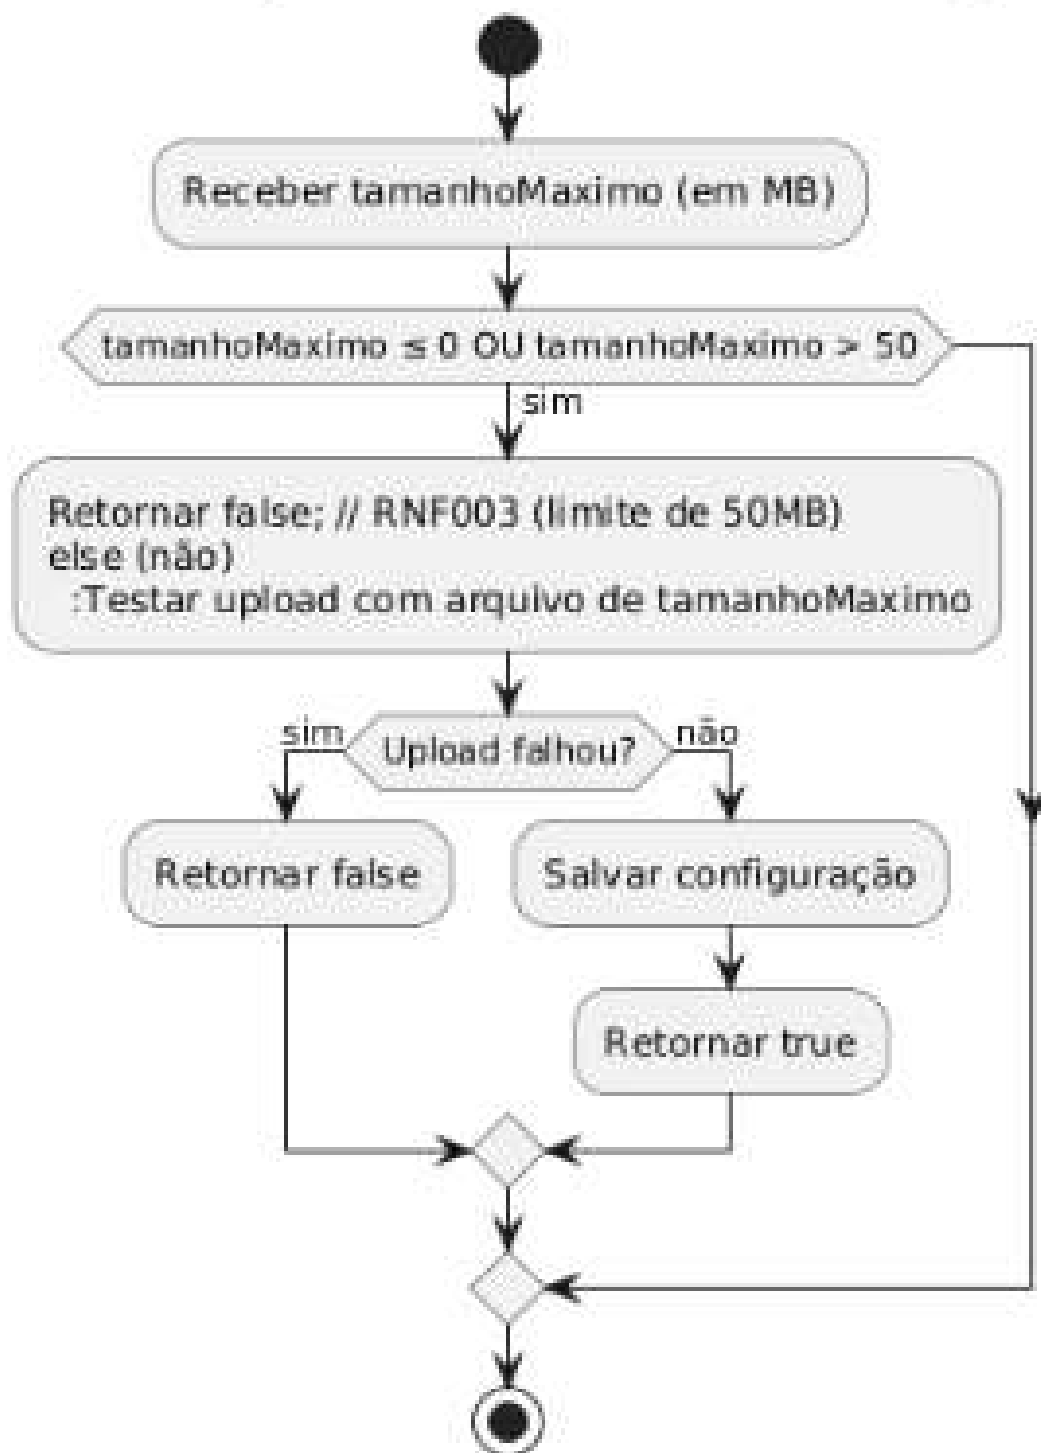 Receber tamanhoMaximo (em MB)
tamanhoMaximo ≤ 0 OU tamanhoMaximo > 50
sim
Retornar false; // RNF003 (limite de 50MB)
else (não)
:Testar upload com arquivo de tamanhoMaximo
sim
Upload falhou?
não
Retornar false
Salvar configuração
Retornar true